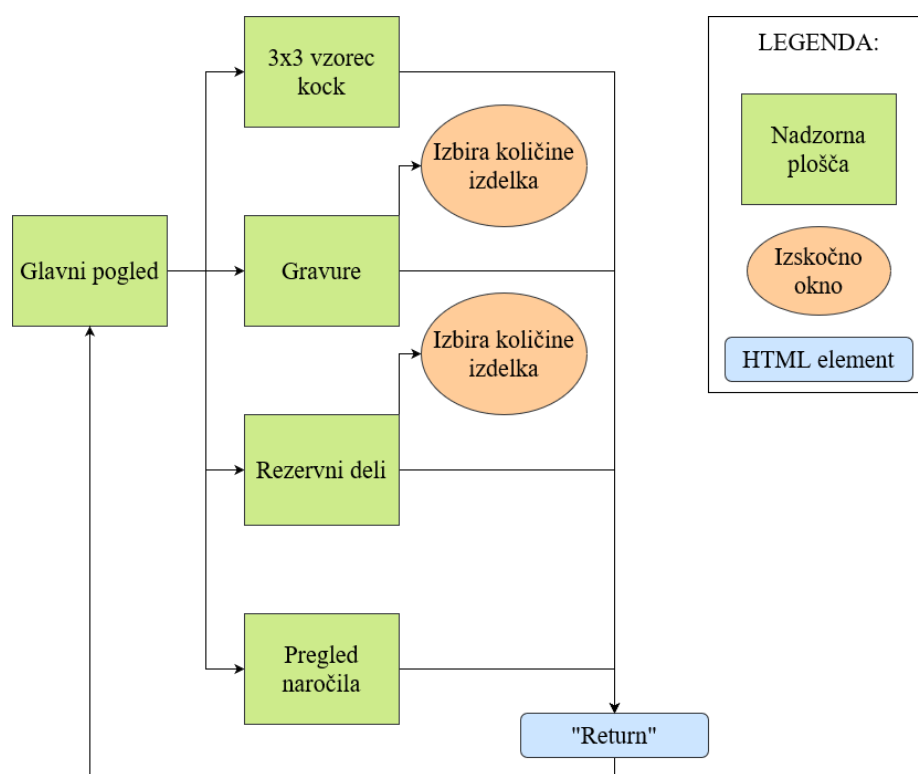 3x3 vzorec
kock
Izbira količine
izdelka
Glavni pogled
Gravure
Izbira količine
izdelka
Rezervni deli
Pregled
naročila
"Return"
LEGENDA:
Nadzorna
plošča
Izskočno
okno
HTML element